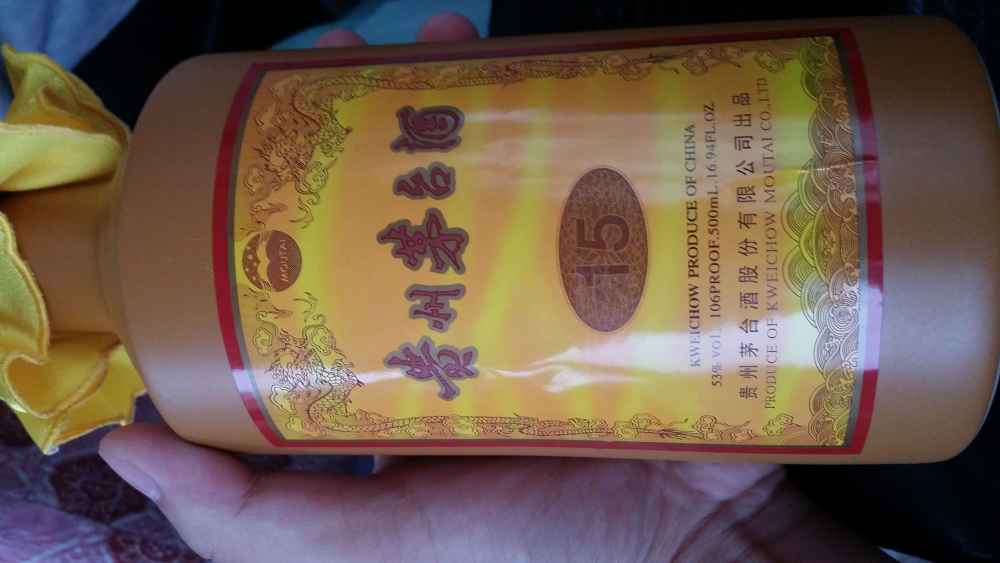 MOUTAI
贵州茅台酒
15
KWEICHOW PRODUCE OF CHINA
53% VOL. 106PROOF.500mL.16.94FL.OZ
贵州茅台酒股份有限公司出品
PRODUCE OF KWEICHOW MOUTAI CO.,LTD